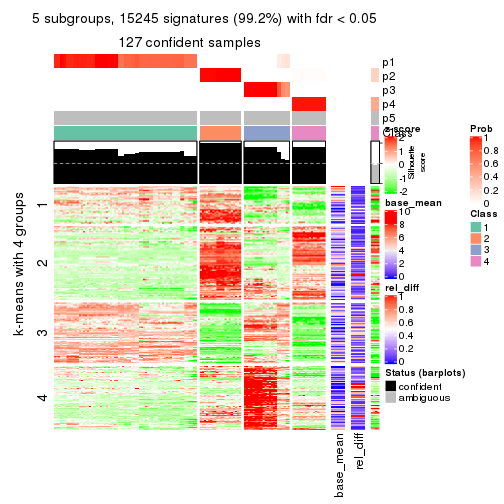 5 subgroups, 15245 signatures (99.2%) with fdr < 0.05
127 confident samples
p1
p2
p3
p4
p5
Class
Silhouette
score
k-means with 4 groups
1
2
3
4
base_mean
rel_diff
z-score
2
1
0
-1
-2
base_mean
10
8
6
4
2
0
rel_diff
1
0.8
0.6
0.4
0.2
0
Status (barplots)
confident
ambiguous
Prob
1
0.8
0.6
0.4
0.2
0
Class
1
2
3
4